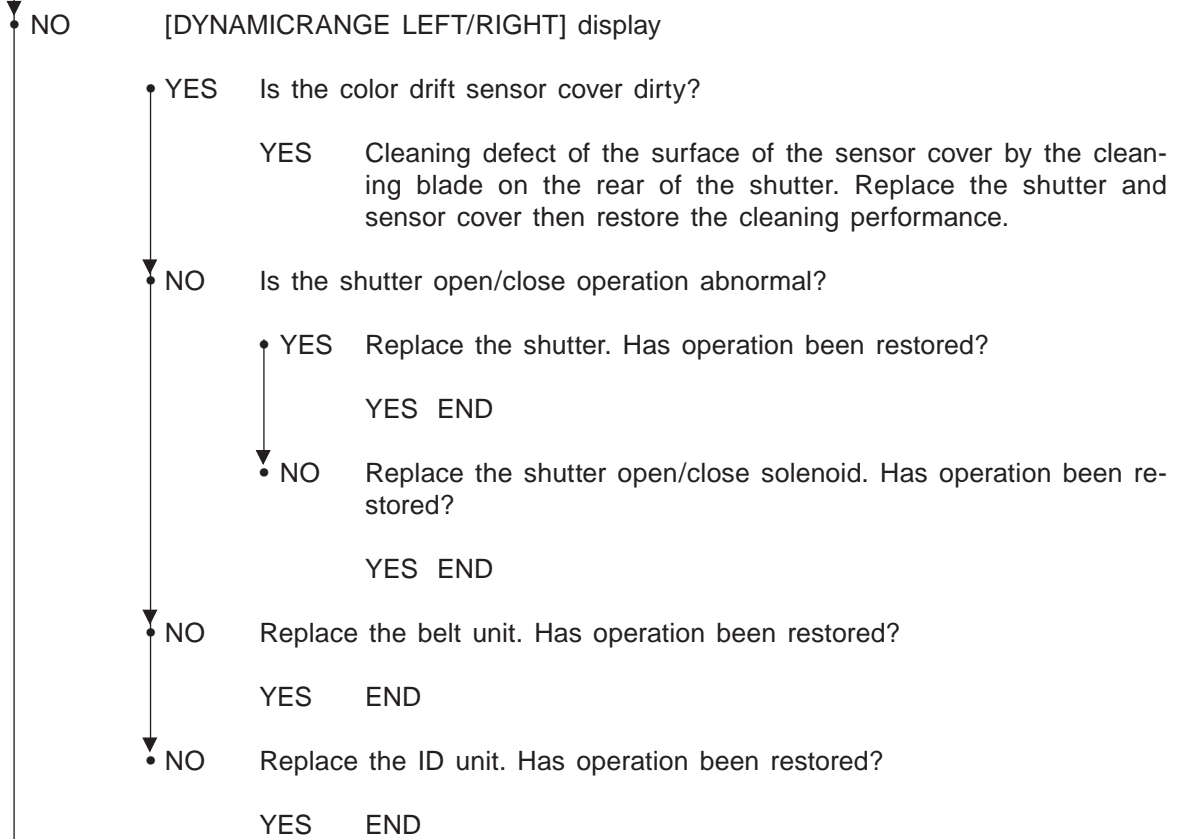 NO [DYNAMICRANGE LEFT/RIGHT] display
YES Is the color drift sensor cover dirty?
YES Cleaning defect of the surface of the sensor cover by the clean-
ing blade on the rear of the shutter. Replace the shutter and
sensor cover then restore the cleaning performance.
NO Is the shutter open/close operation abnormal?
YES Replace the shutter. Has operation been restored?
YES END
NO Replace the shutter open/close solenoid. Has operation been re-
stored?
YES END
NO Replace the belt unit. Has operation been restored?
YES END
NO Replace the ID unit. Has operation been restored?
YES END